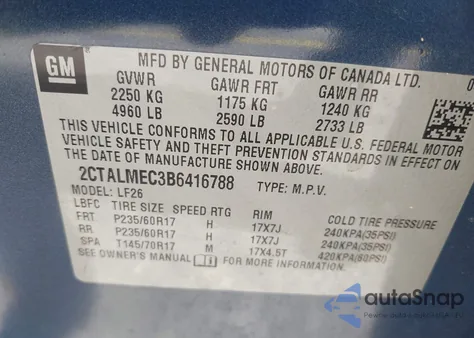 GM
MFD BY GENERAL MOTORS OF CANADA LTD.
GVWR GAWR FRT GAWR RR
2250 KG 1175 KG 1240 KG
4960 LB 2590 LB 2733 LB
THIS VEHICLE CONFORMS TO ALL APPLICABLE U.S. FEDERAL MOTOR
VEHICLE SAFETY AND THEFT PREVENTION STANDARDS IN EFFECT ON
THE DATE OF MANUFACTURE SHOWN ABOVE.
2CTALMEC3B6416788 TYPE: M.P.V.
MODEL: LF26
LBFC TIRE SIZE SPEED RTG RIM COLD TIRE PRESSURE
FRT P235/60R17 H 17X7J 240KPA(35PSI)
RR P235/60R17 H 17X7J 240KPA(35PSI)
SPA T145/70R17 M 17X4.5T 420KPA(60PSI)
SEE OWNER'S MANUAL FOR MORE INFORMATION.
autoSnap